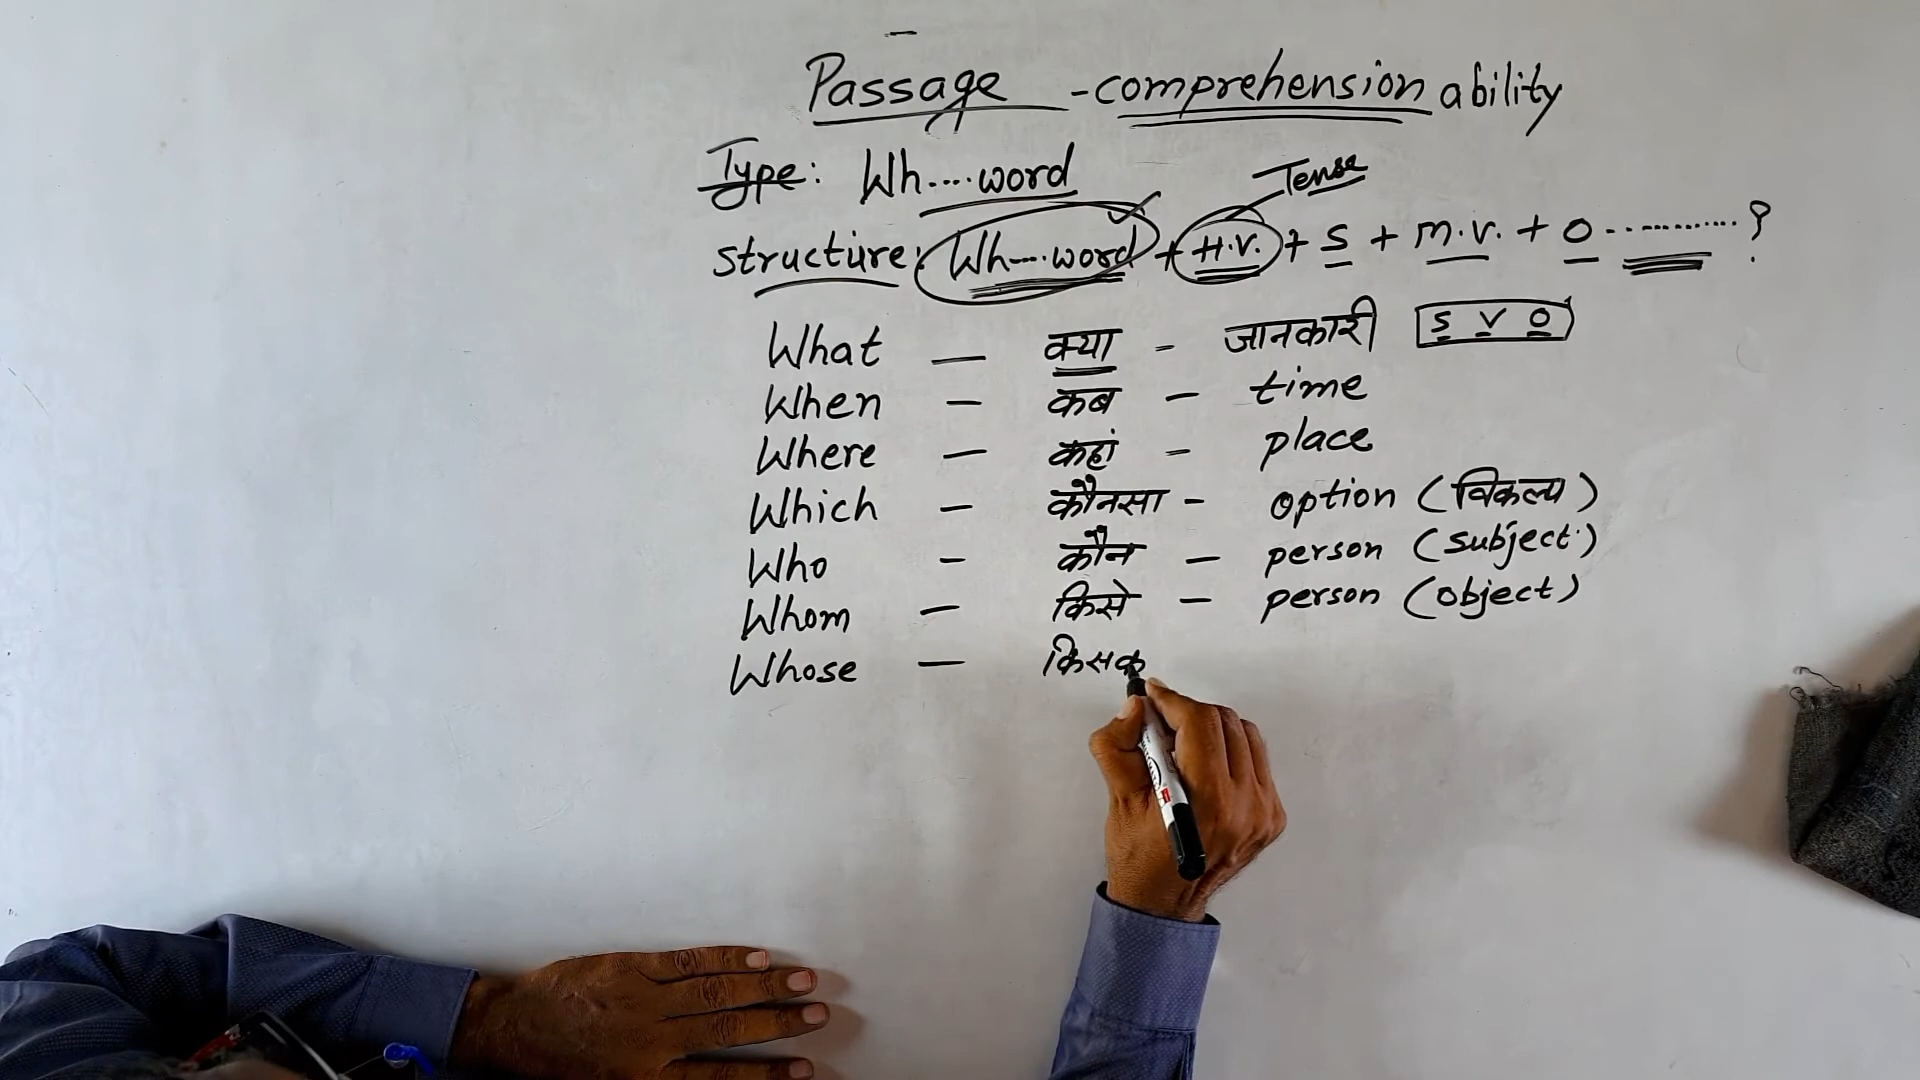 Passage - comprehension ability
Type: Wh....word
Tense
structure: Wh....word + H.V. + S + M.V. + O ............?
What — क्या - जानकारी S V O
When — कब - time
Where — कहां - place
Which — कौनसा - option (विकल्प)
Who — कौन - person (subject)
Whom — किसे - person (object)
Whose — किसक